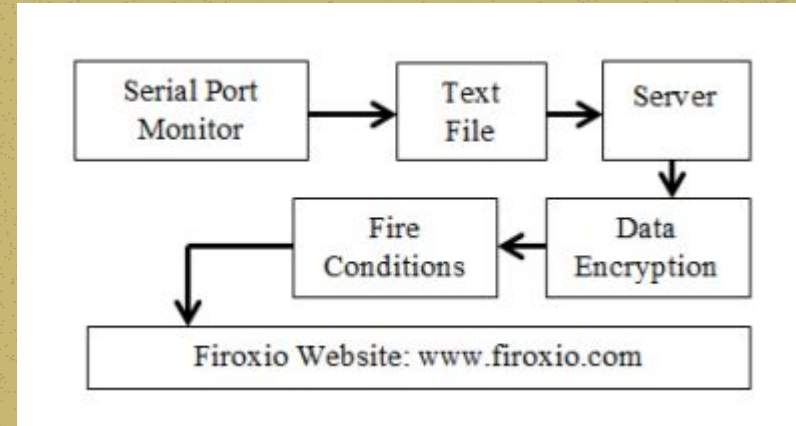 Serial Port
Monitor
Text
File
Server
Fire
Conditions
Data
Encryption
Firoxio Website: www.firoxio.com